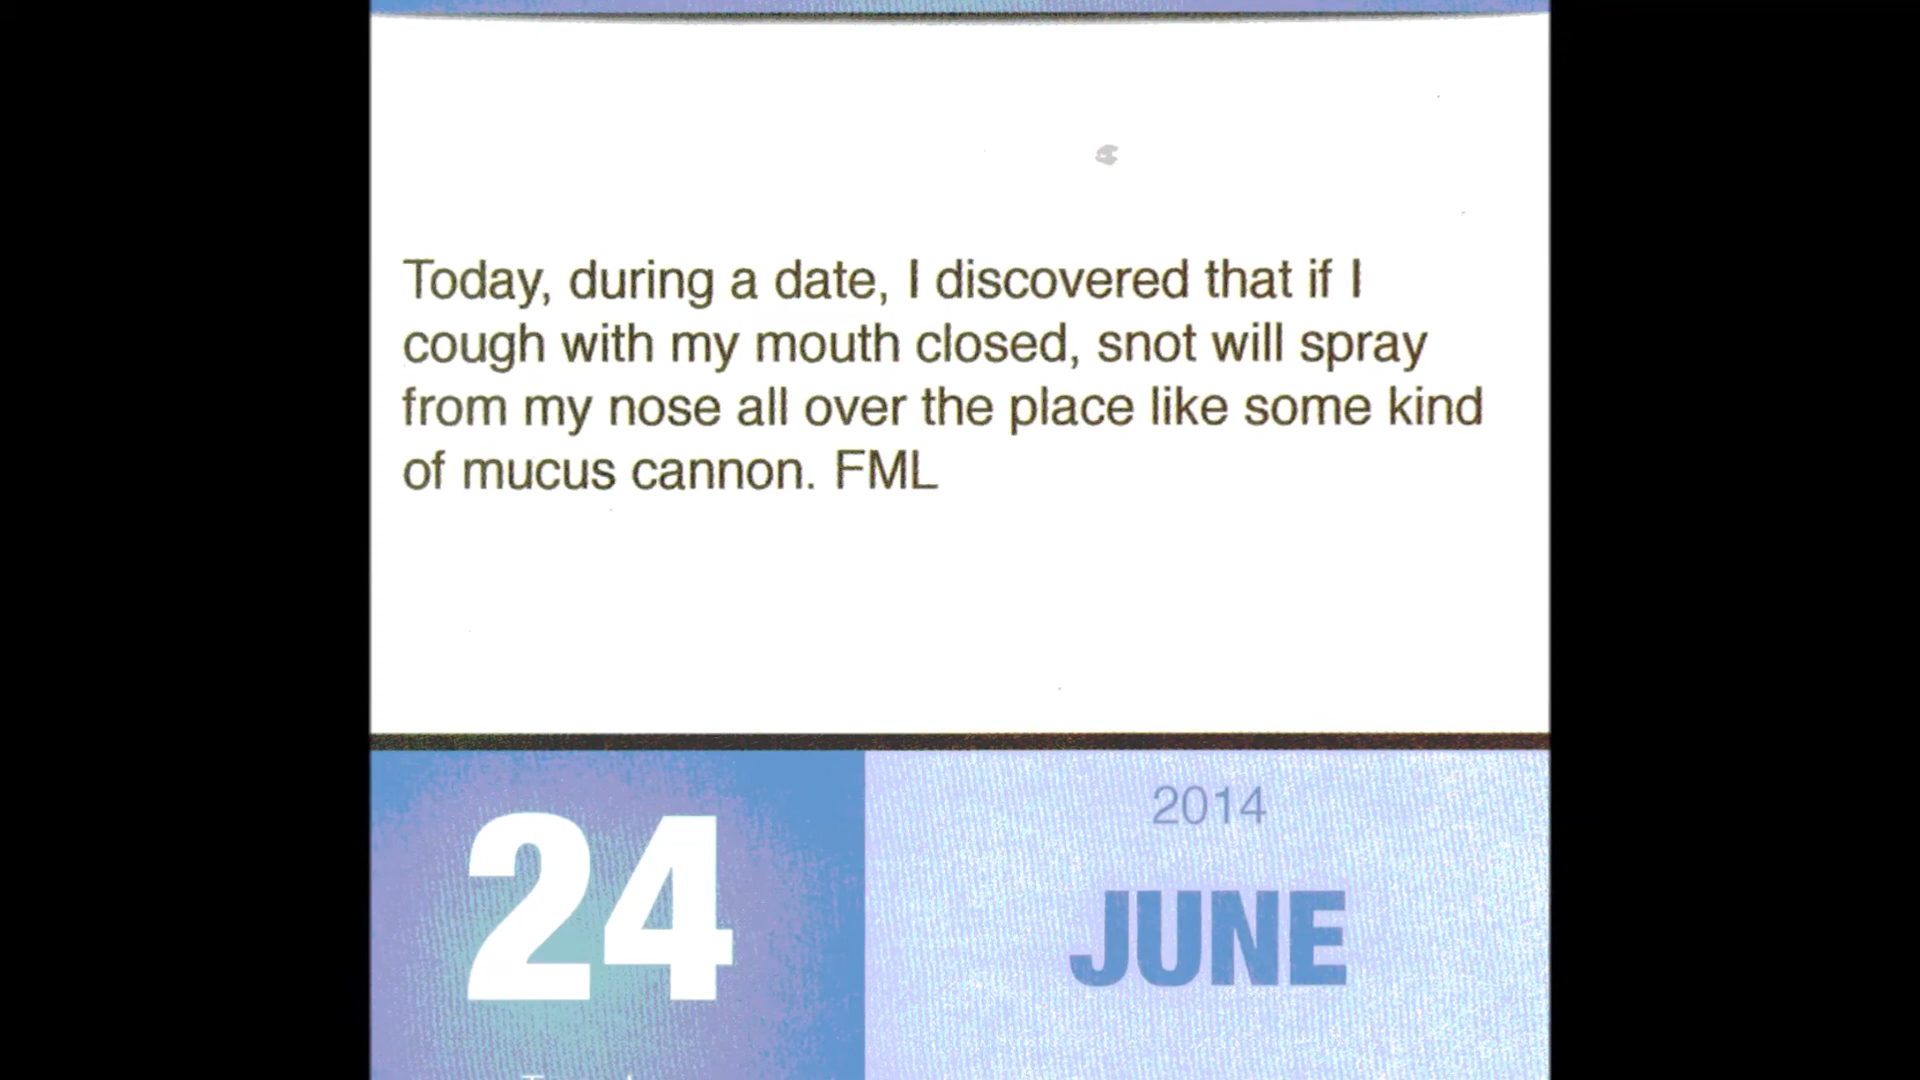 Today, during a date, I discovered that if I
cough with my mouth closed, snot will spray
from my nose all over the place like some kind
of mucus cannon. FML
24
2014
JUNE